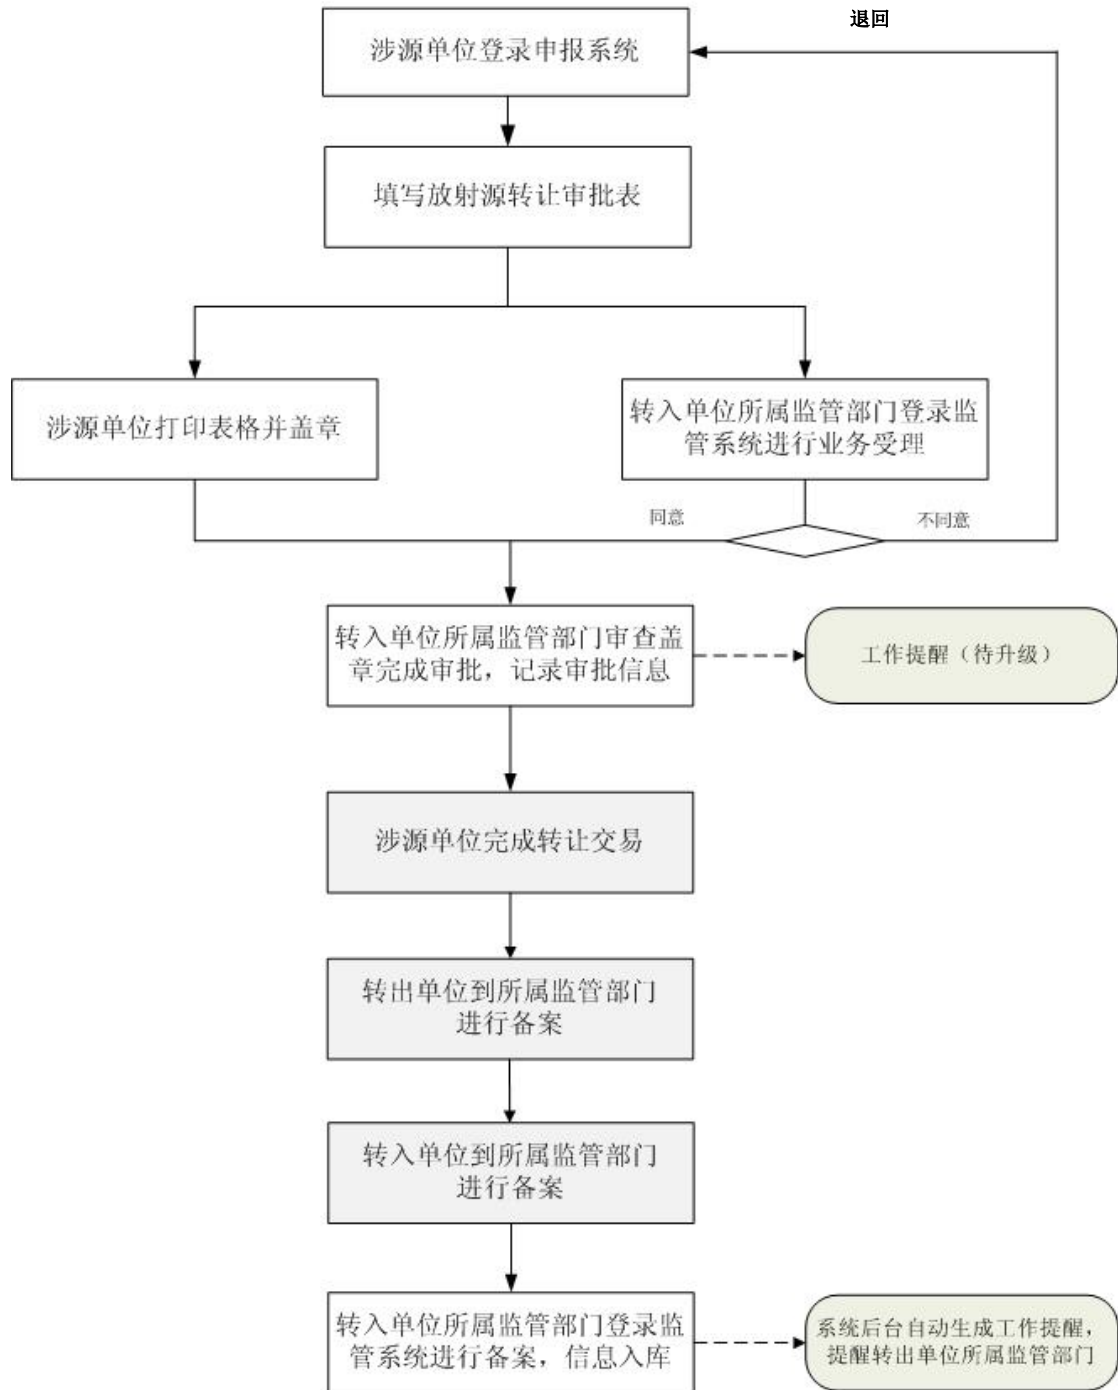 退回
涉源单位登录申报系统
填写放射源转让审批表
涉源单位打印表格并盖章
转入单位所属监管部门登录监
管系统进行业务受理
同意
不同意
转入单位所属监管部门审查盖
章完成审批，记录审批信息
工作提醒（待升级）
涉源单位完成转让交易
转出单位到所属监管部门
进行备案
转入单位到所属监管部门
进行备案
转入单位所属监管部门登录监
管系统进行备案，信息入库
系统后台自动生成工作提醒，
提醒转出单位所属监管部门